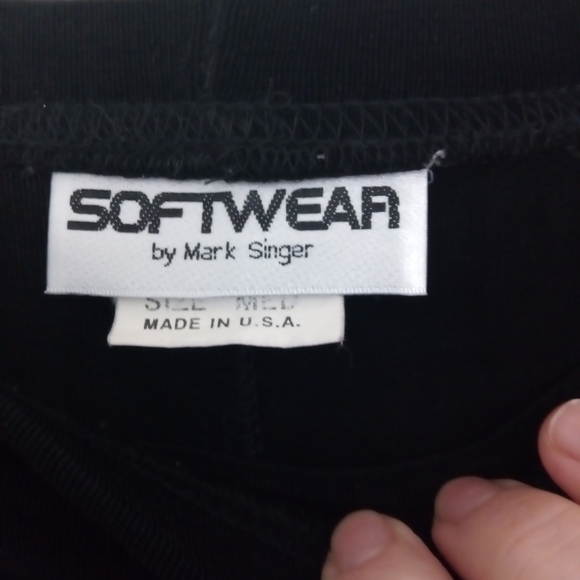 SOFTWEAR
by Mark Singer
SIZE MED
MADE IN U.S.A.